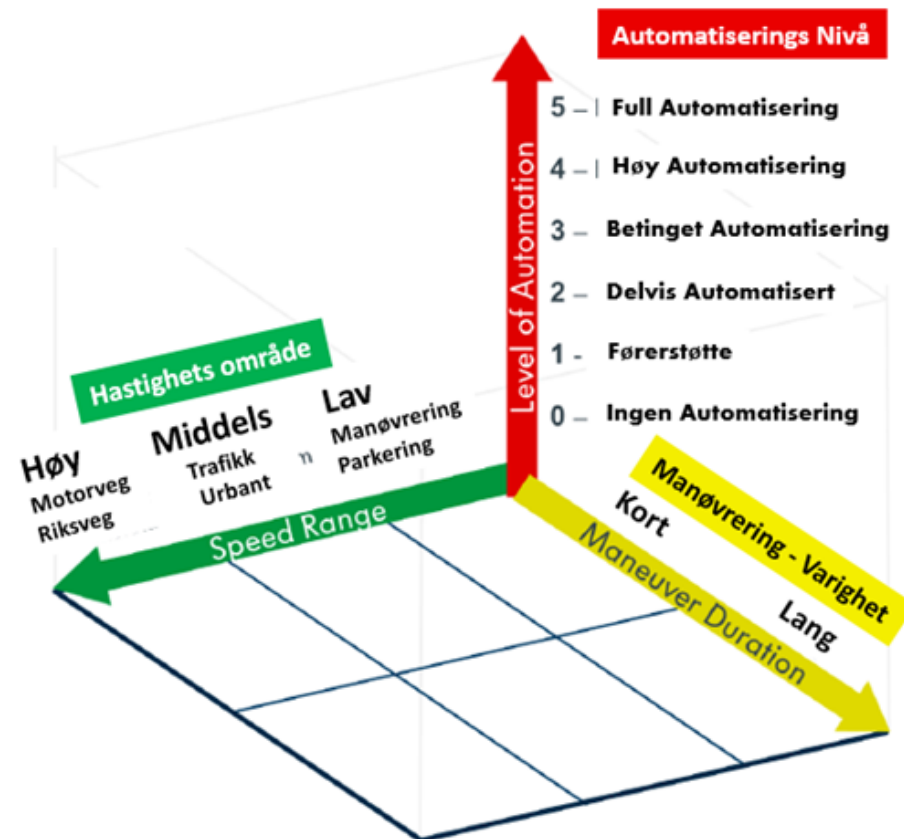 Automatiserings Nivå
5 – | Full Automatisering
4 – | Høy Automatisering
3 – Betinget Automatisering
2 – Delvis Automatisert
1 - Førerstøtte
0 – Ingen Automatisering
Level of Automation
Hastighets område
Høy
Motorveg
Riksveg
Middels
Trafikk
Urbant
n
Lav
Manøvrering
Parkering
Speed Range
Manøvrering - Varighet
Kort
Lang
Maneuver Duration